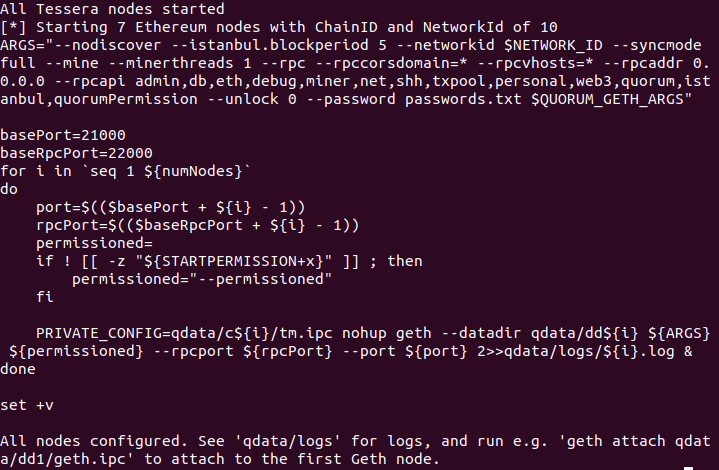 All Tessera nodes started
[*] Starting 7 Ethereum nodes with ChainID and NetworkId of 10
ARGS="--nodiscover --istanbul.blockperiod 5 --networkid $NETWORK_ID --syncmode
full --mine --minerthreads 1 --rpc --rpccorsdomain=* --rpcvhosts=* --rpcaddr 0.
0.0.0 --rpcapi admin,db,eth,debug,miner,net,shh,txpool,personal,web3,quorum,ist
anbul,quorumPermission --unlock 0 --password passwords.txt $QUORUM_GETH_ARGS"

basePort=21000
baseRpcPort=22000
for i in `seq 1 ${numNodes}`
do
    port=$(($basePort + ${i} - 1))
    rpcPort=$(($baseRpcPort + ${i} - 1))
    permissioned=
    if ! [[ -z "${STARTPERMISSION+x}" ]] ; then
        permissioned="--permissioned"
    fi

    PRIVATE_CONFIG=qdata/c${i}/tm.ipc nohup geth --datadir qdata/dd${i} ${ARGS}
 ${permissioned} --rpcport ${rpcPort} --port ${port} 2>>qdata/logs/${i}.log &
done

set +v

All nodes configured. See 'qdata/logs' for logs, and run e.g. 'geth attach qdat
a/dd1/geth.ipc' to attach to the first Geth node.